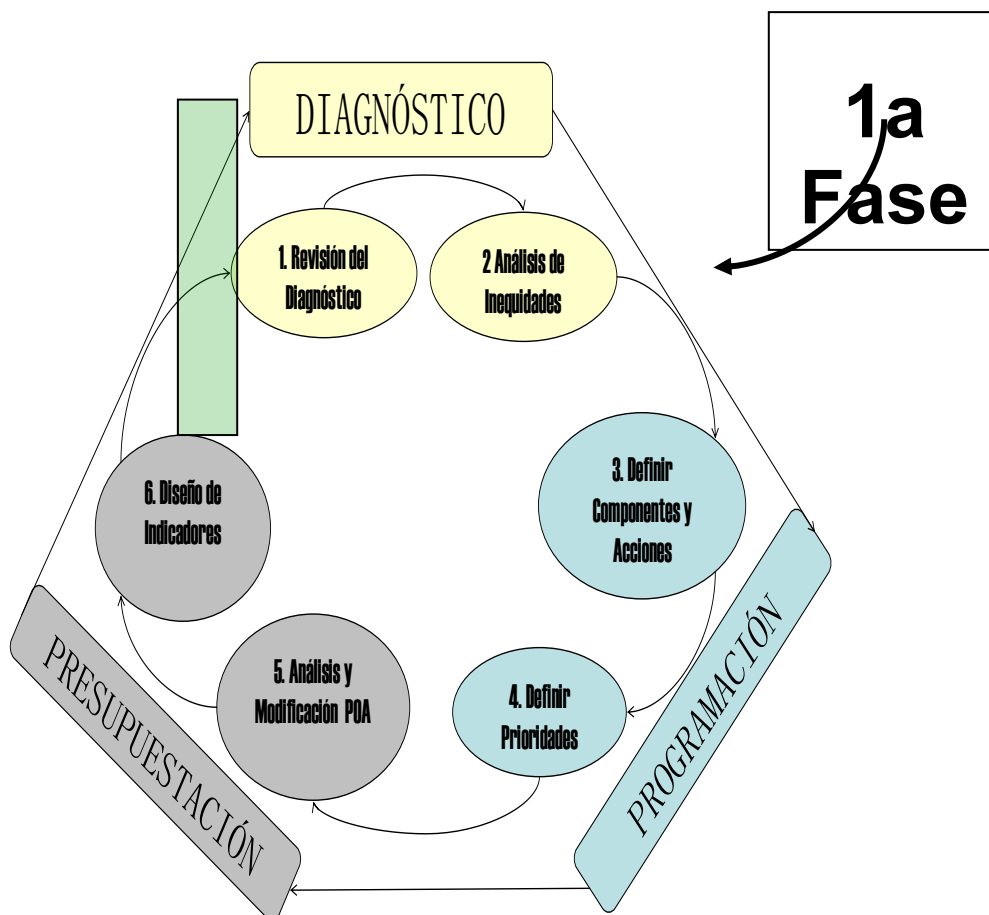 1a
Fase
DIAGNÓSTICO
1. Revisión del
Diagnóstico
2 Análisis de
Inequidades
3. Definir
Componentes y
Acciones
4. Definir
Prioridades
5. Análisis y
Modificación POA
6. Diseño de
Indicadores
PROGRAMACIÓN
PRESUPUESTACIÓN